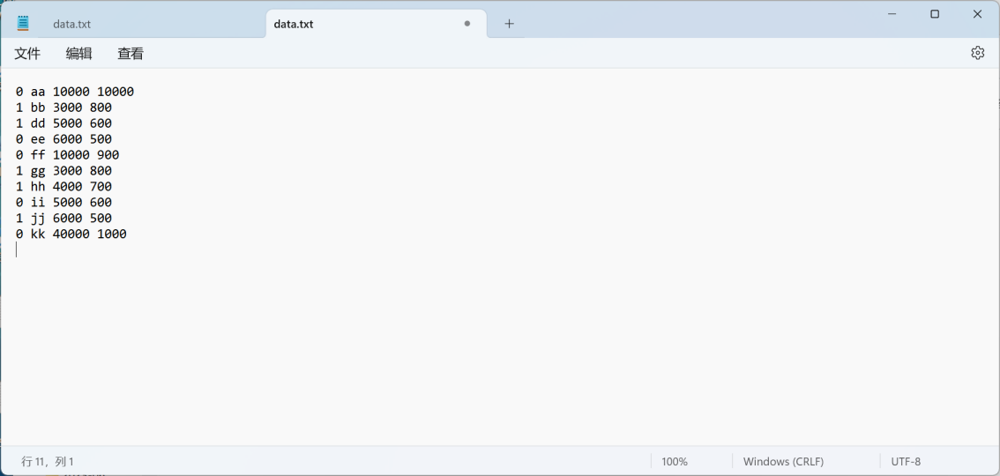 data.txt
data.txt
文件 编辑 查看
0 aa 10000 10000
1 bb 3000 800
1 dd 5000 600
0 ee 6000 500
0 ff 10000 900
1 gg 3000 800
1 hh 4000 700
0 ii 5000 600
1 jj 6000 500
0 kk 40000 1000
行 11，列 1
100%
Windows (CRLF)
UTF-8